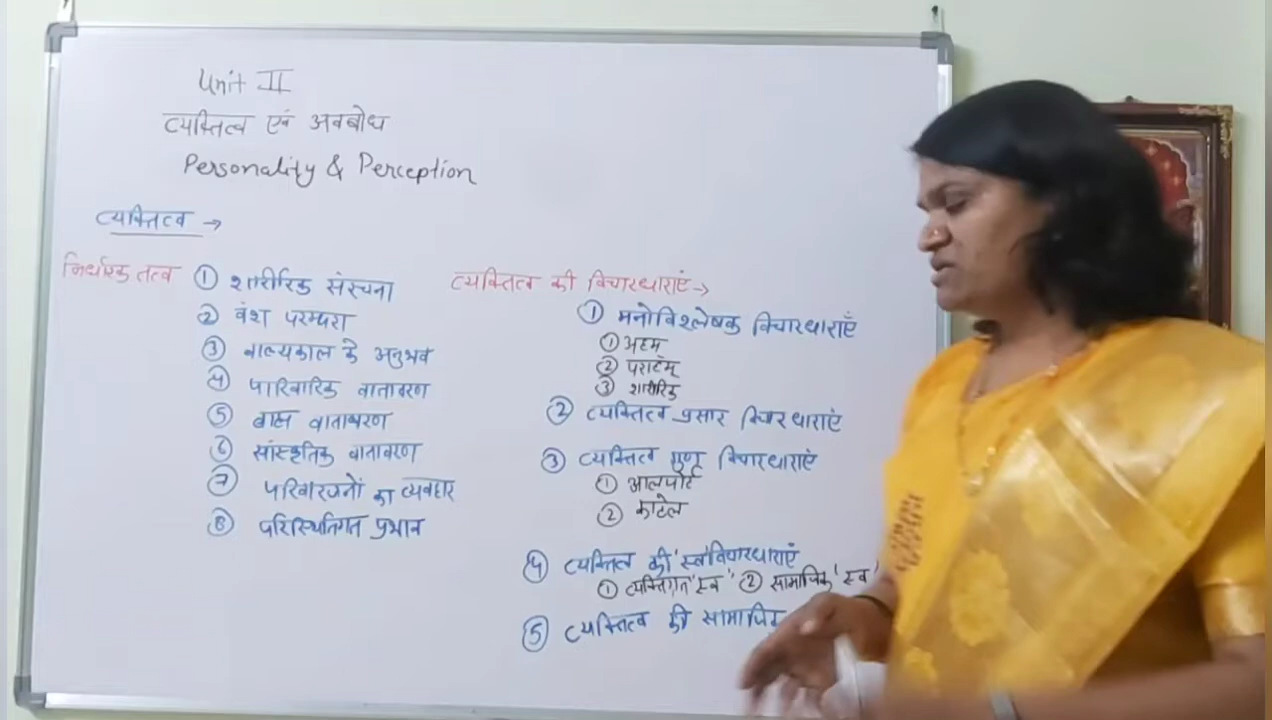 Unit II
व्यक्तित्व एवं अवबोध
Personality & Perception
व्यक्तित्व →
निर्धारक तत्व
① शारीरिक संरचना
② वंश परम्परा
③ बाल्यकाल के अनुभव
④ पारिवारिक वातावरण
⑤ बाह्य वातावरण
⑥ सांस्कृतिक वातावरण
⑦ परिवारजनों का व्यवहार
⑧ परिस्थितिगत प्रभाव
व्यक्तित्व की विचारधाराएं →
① मनोविश्लेषक विचारधाराएँ
① अहम
② पराहम्
③ शारीरिक
② व्यक्तित्व प्रसार विचारधाराएं
③ व्यक्तित्व गुण विचारधाराएं
① आलपोर्ट
② काटेल
④ व्यक्तित्व की 'स्व' विचारधाराएं
① व्यक्तिगत 'स्व' ② सामाजिक 'स्व'
⑤ व्यक्तित्व की